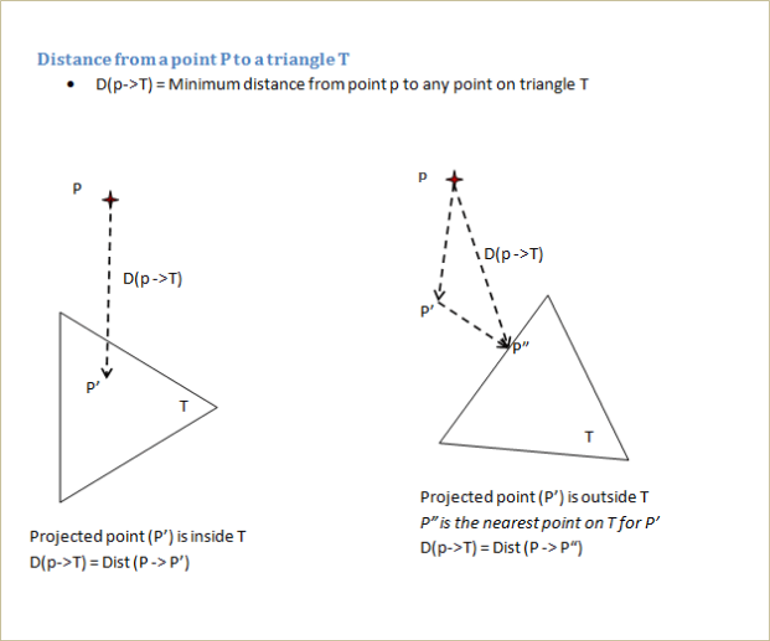 Distance from a point P to a triangle T
• D(p->T) = Minimum distance from point p to any point on triangle T
P
D(p->T)
P’
T
Projected point (P’) is inside T
D(p->T) = Dist (P -> P’)
P
D(p->T)
P’
P”
T
Projected point (P’) is outside T
P” is the nearest point on T for P’
D(p->T) = Dist (P -> P“)